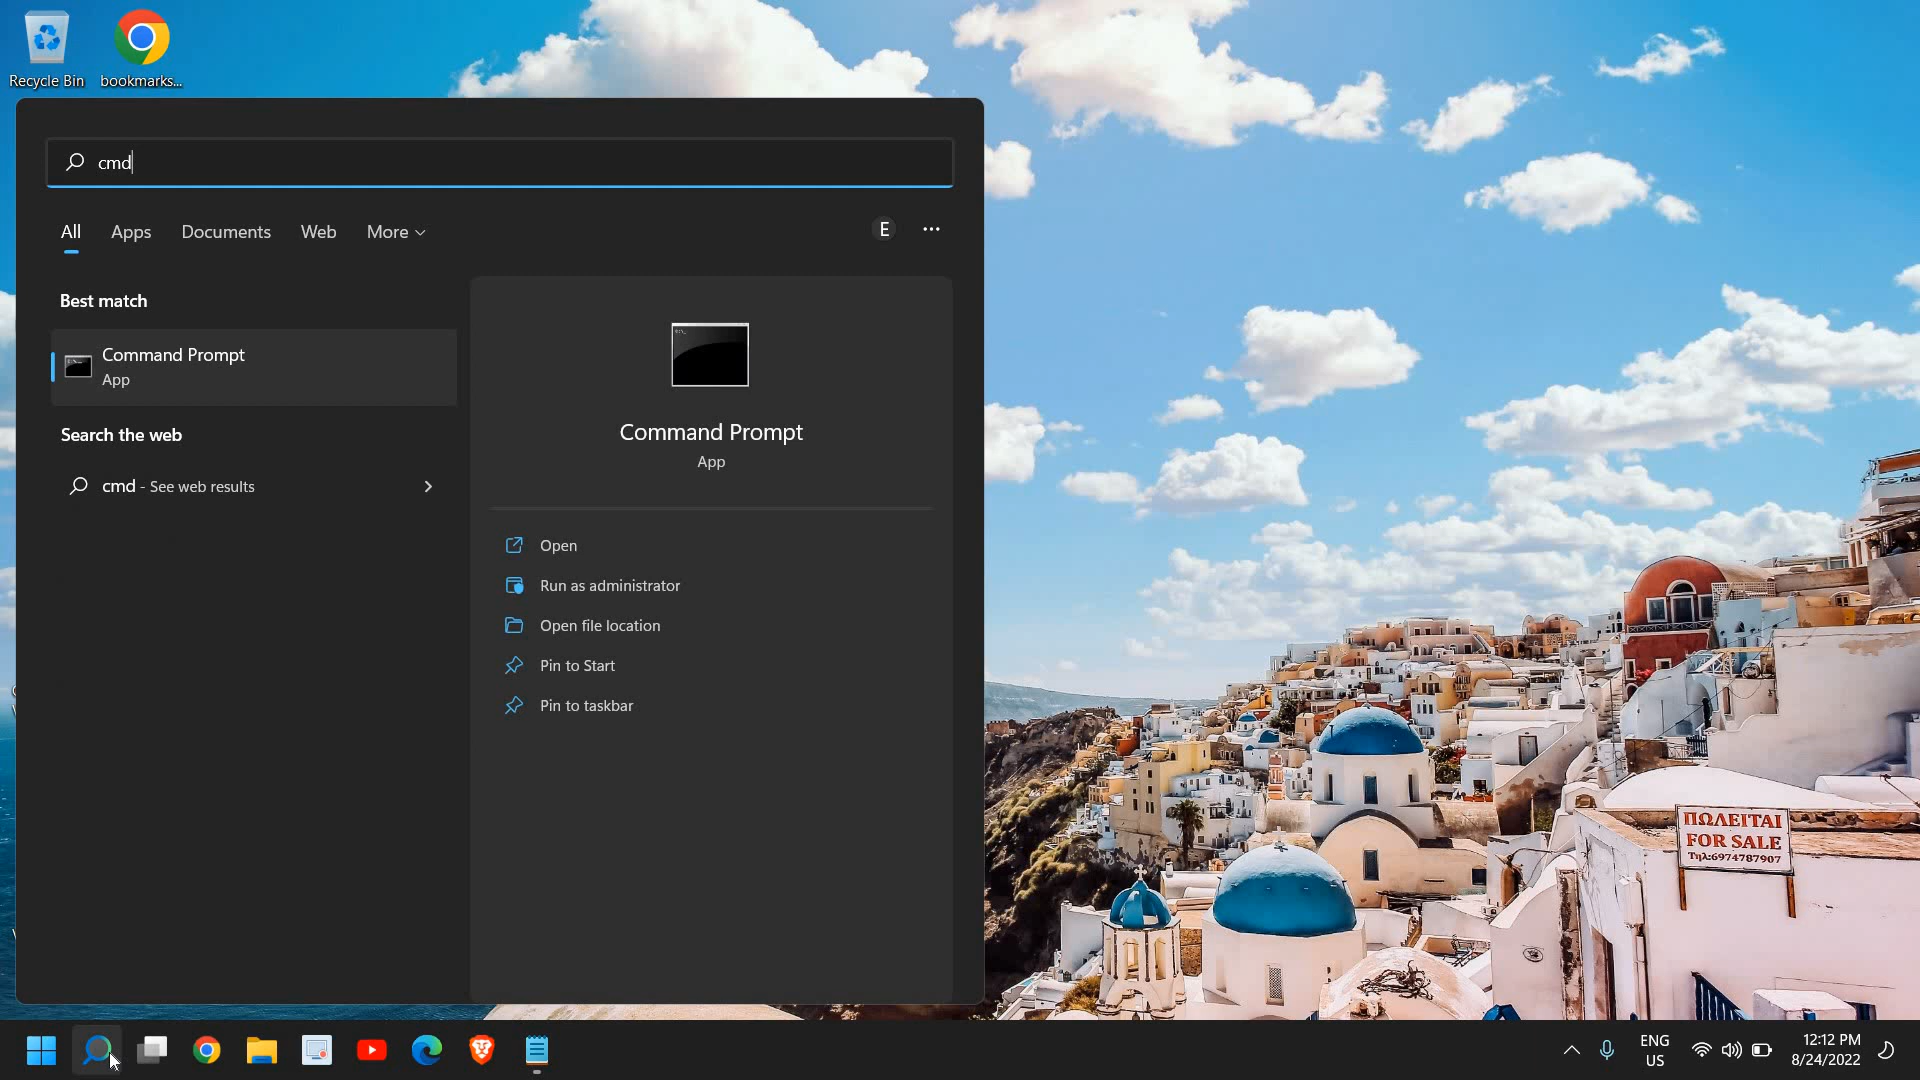 Recycle Bin
bookmarks...
cmd
All
Apps
Documents
Web
More
E
Best match
Command Prompt
App
Search the web
cmd - See web results
Command Prompt
App
Open
Run as administrator
Open file location
Pin to Start
Pin to taskbar
ΠΩΛΕΙΤΑΙ
FOR SALE
Τηλ:6974787907
ENG
US
12:12 PM
8/24/2022